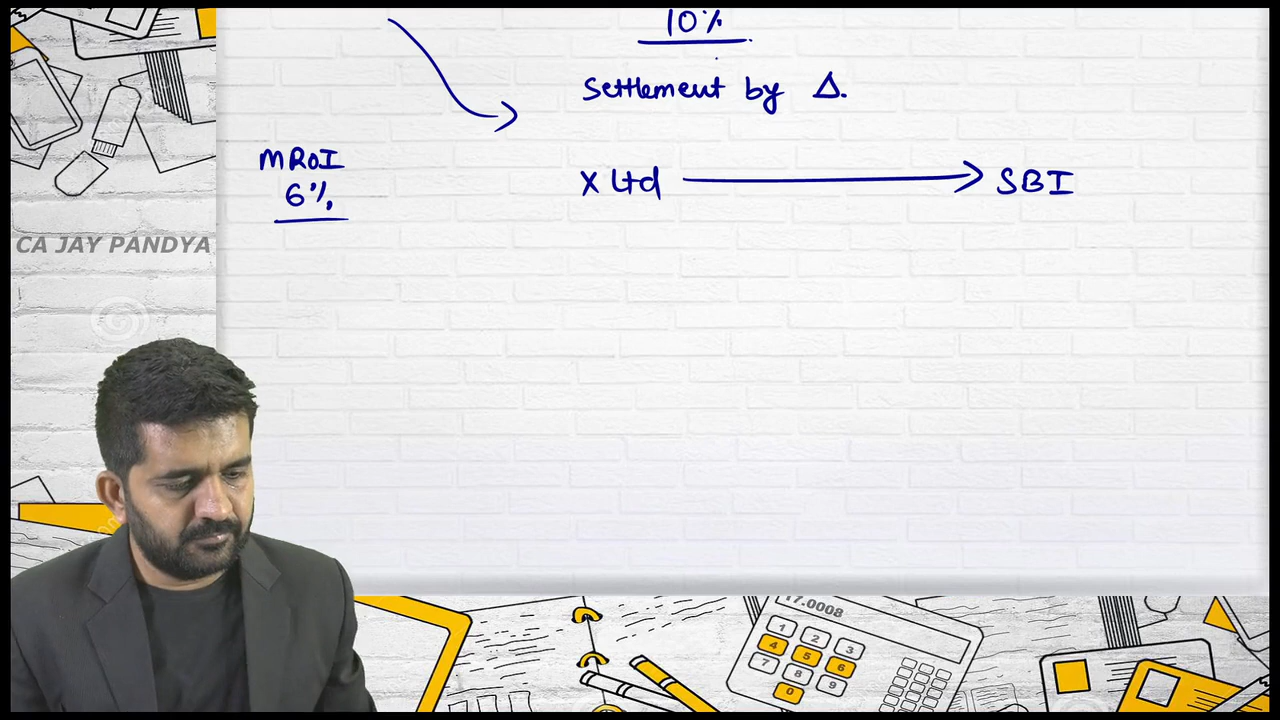 10%
Settlement by Δ.
MRoI
6%
X Ltd → SBI
CA JAY PANDYA
17.0008
1 2 3
4 5 6
7 8 9
0